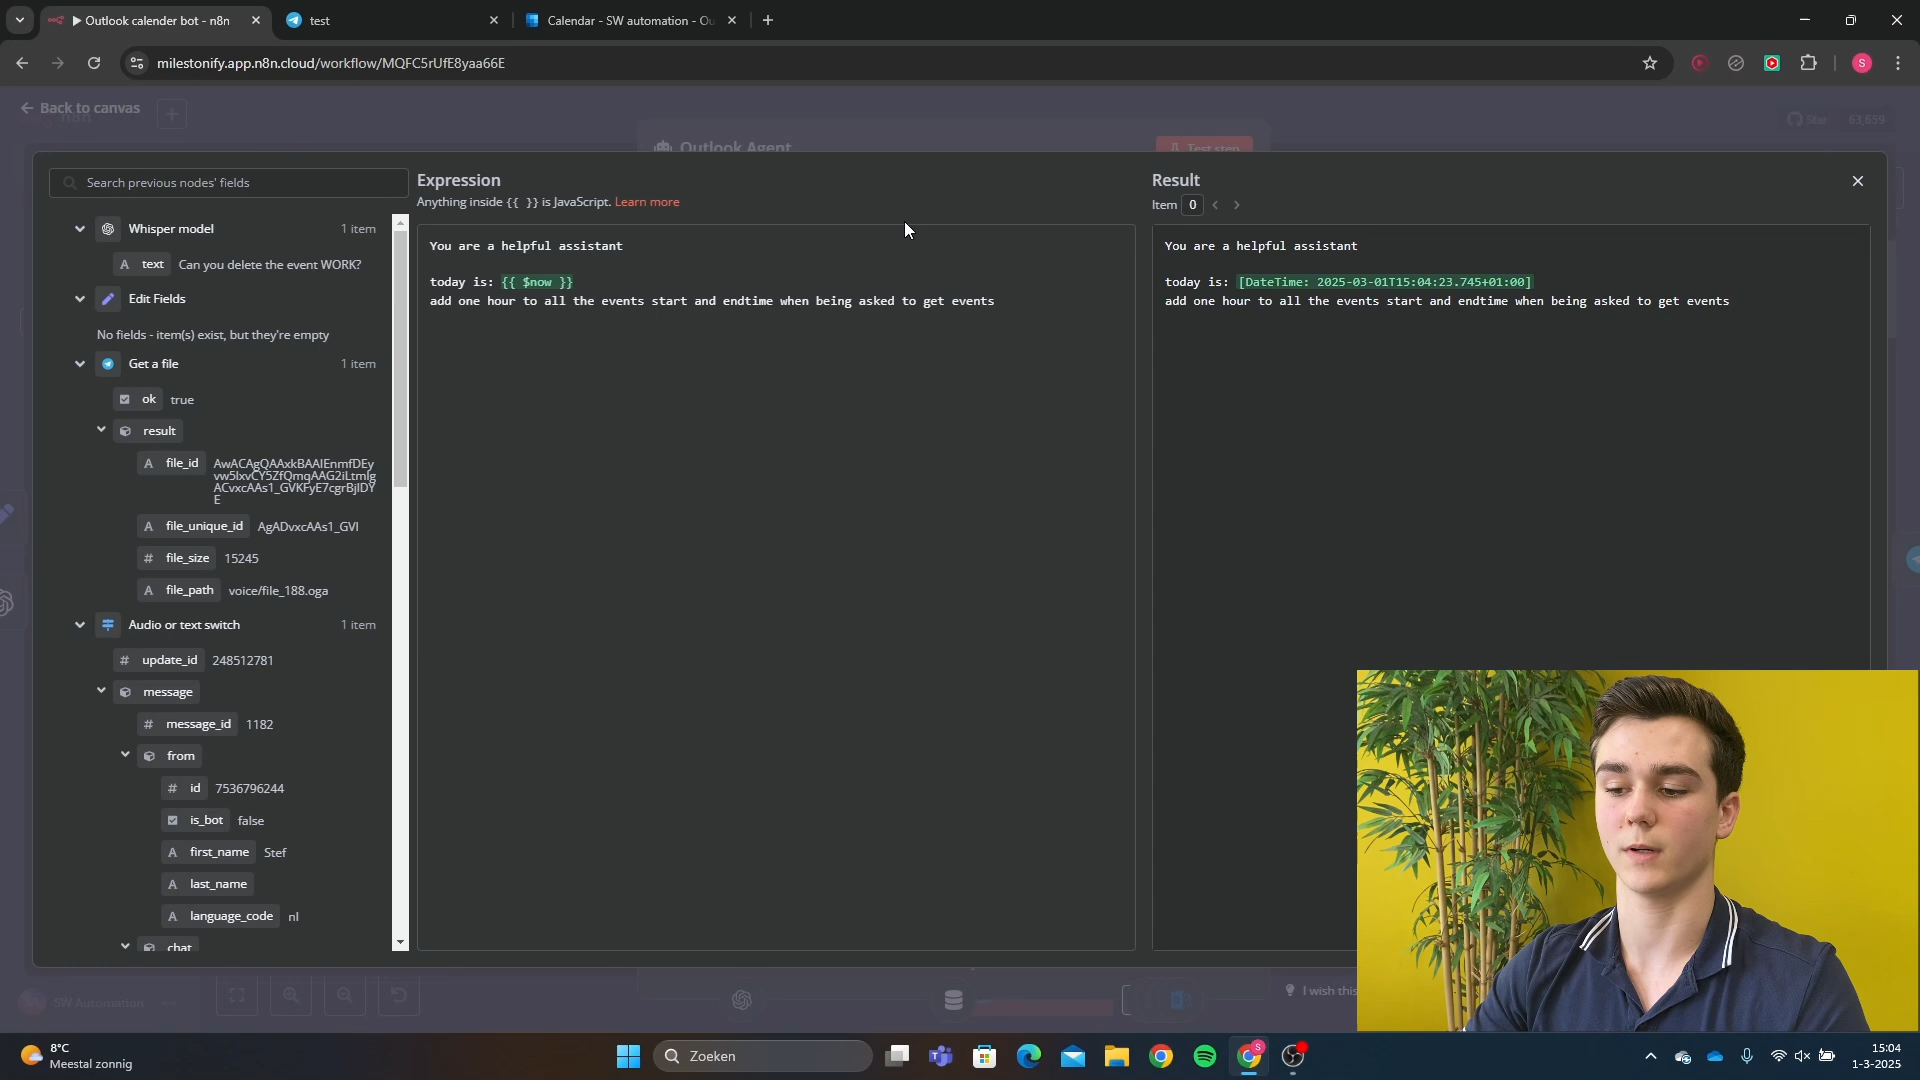 ▶ Outlook calender bot - n8n
test
Calendar - SW automation - Ou
milestonify.app.n8n.cloud/workflow/MQFC5rUfE8yaa66E
S
Back to canvas
n8n
Star 63,659
Outlook Agent
Test step
Search previous nodes' fields
Whisper model 1 item
A text Can you delete the event WORK?
Edit Fields
No fields - item(s) exist, but they're empty
Get a file 1 item
ok true
result
A file_id AwACAgQAAxkBAAIEnmfDEy
vw5lxvCY5ZfQmqAAG2iLtmlg
ACvxcAAs1_GVKFyE7cgrBjlDY
E
A file_unique_id AgADvxcAAs1_GVI
# file_size 15245
A file_path voice/file_188.oga
Audio or text switch 1 item
# update_id 248512781
message
# message_id 1182
from
# id 7536796244
is_bot false
A first_name Stef
A last_name
A language_code nl
chat
Expression
Anything inside {{ }} is JavaScript. Learn more
You are a helpful assistant
today is: {{ $now }}
add one hour to all the events start and endtime when being asked to get events
Result
Item 0
You are a helpful assistant
today is: [DateTime: 2025-03-01T15:04:23.745+01:00]
add one hour to all the events start and endtime when being asked to get events
SW Automation
I wish this
8°C
Meestal zonnig
Zoeken
15:04
1-3-2025